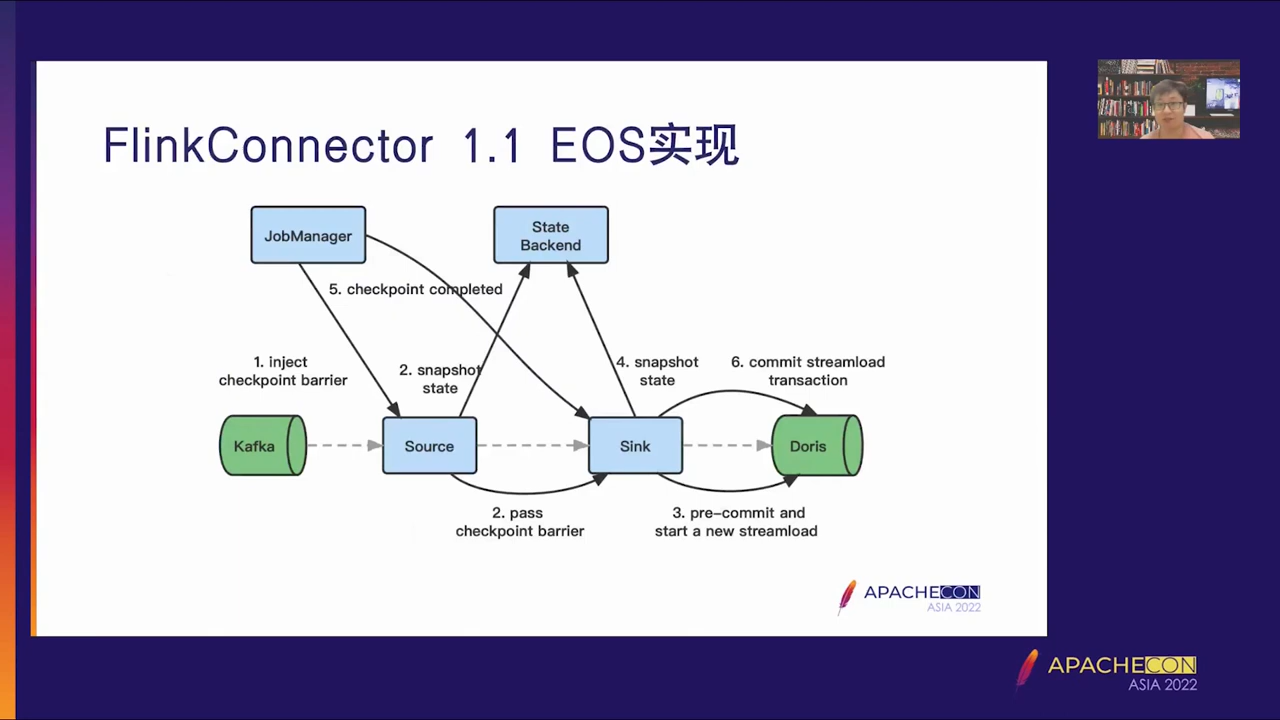 FlinkConnector 1.1 EOS实现
JobManager
State
Backend
5. checkpoint completed
1. inject
checkpoint barrier
2. snapshot
state
4. snapshot
state
6. commit streamload
transaction
Kafka
Source
Sink
Doris
2. pass
checkpoint barrier
3. pre-commit and
start a new streamload
APACHECON
ASIA 2022
APACHECON
ASIA 2022